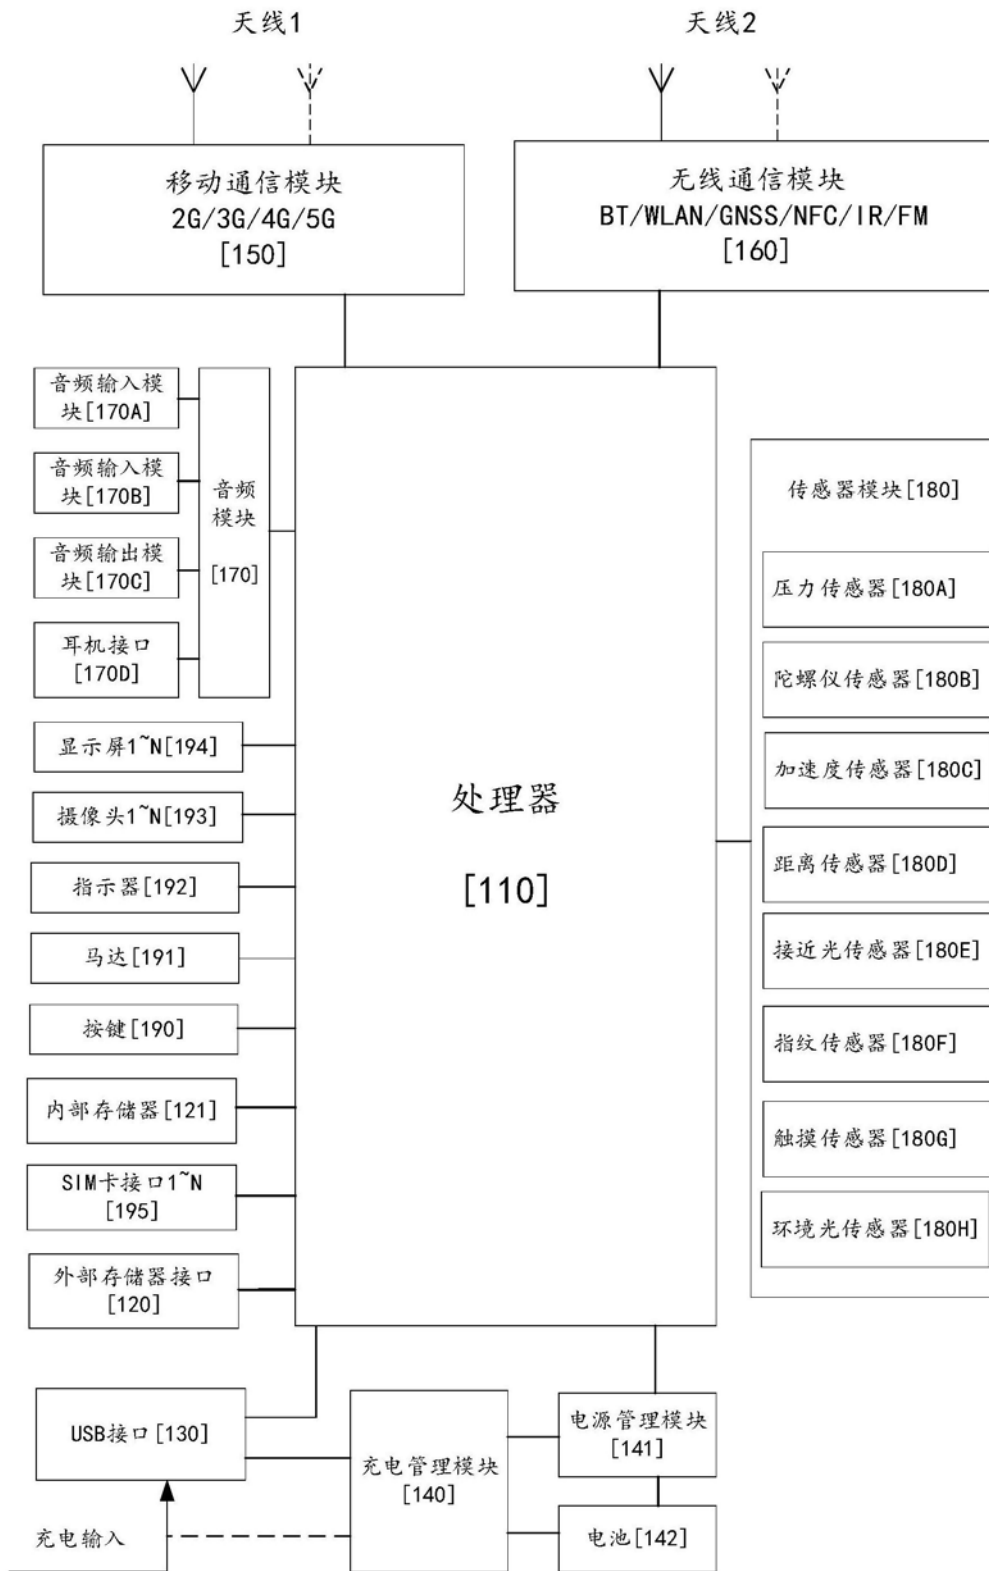 天线1
天线2
移动通信模块
2G/3G/4G/5G
[150]
无线通信模块
BT/WLAN/GNSS/NFC/IR/FM
[160]
音频输入模
块[170A]
音频输入模
块[170B]
音频输出模
块[170C]
耳机接口
[170D]
音频
模块
[170]
显示屏1~N[194]
摄像头1~N[193]
指示器[192]
马达[191]
按键[190]
内部存储器[121]
SIM卡接口1~N
[195]
外部存储器接口
[120]
处理器
[110]
传感器模块[180]
压力传感器[180A]
陀螺仪传感器[180B]
加速度传感器[180C]
距离传感器[180D]
接近光传感器[180E]
指纹传感器[180F]
触摸传感器[180G]
环境光传感器[180H]
USB接口[130]
充电输入
充电管理模块
[140]
电源管理模块
[141]
电池[142]